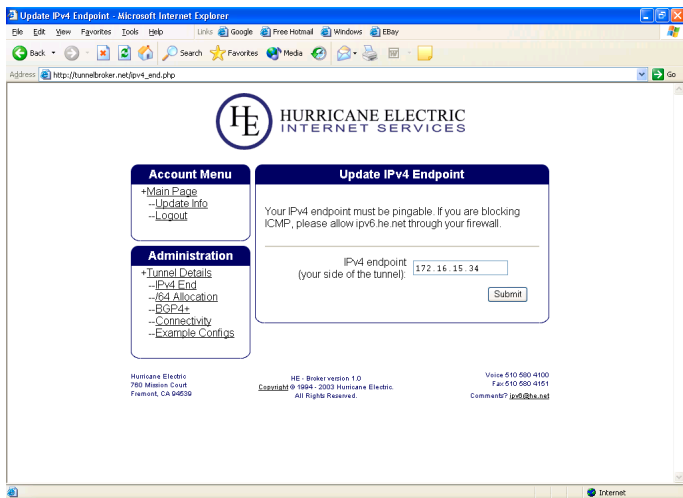 Update IPv4 Endpoint - Microsoft Internet Explorer
File Edit View Favorites Tools Help Links Google Free Hotmail Windows EBay
Back Search Favorites Media
Address http://tunnelbroker.net/ipv4_end.php Go
HE HURRICANE ELECTRIC
INTERNET SERVICES
Account Menu
+Main Page
--Update Info
--Logout
Administration
+Tunnel Details
--IPv4 End
--/64 Allocation
--BGP4+
--Connectivity
--Example Configs
Update IPv4 Endpoint
Your IPv4 endpoint must be pingable. If you are blocking
ICMP, please allow ipv6.he.net through your firewall.
IPv4 endpoint
(your side of the tunnel): 172.16.15.34
Submit
Hurricane Electric
760 Mission Court
Fremont, CA 94539
HE - Broker version 1.0
Copyright © 1994 - 2003 Hurricane Electric.
All Rights Reserved.
Voice 510 580 4100
Fax 510 580 4151
Comments? ipv6@he.net
Internet